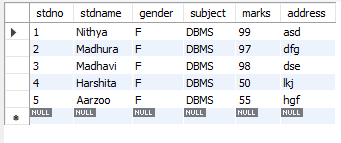 stdno stdname gender subject marks address
1 Nithya F DBMS 99 asd
2 Madhura F DBMS 97 dfg
3 Madhavi F DBMS 98 dse
4 Harshita F DBMS 50 lkj
5 Aarzoo F DBMS 55 hgf
NULL NULL NULL NULL NULL NULL